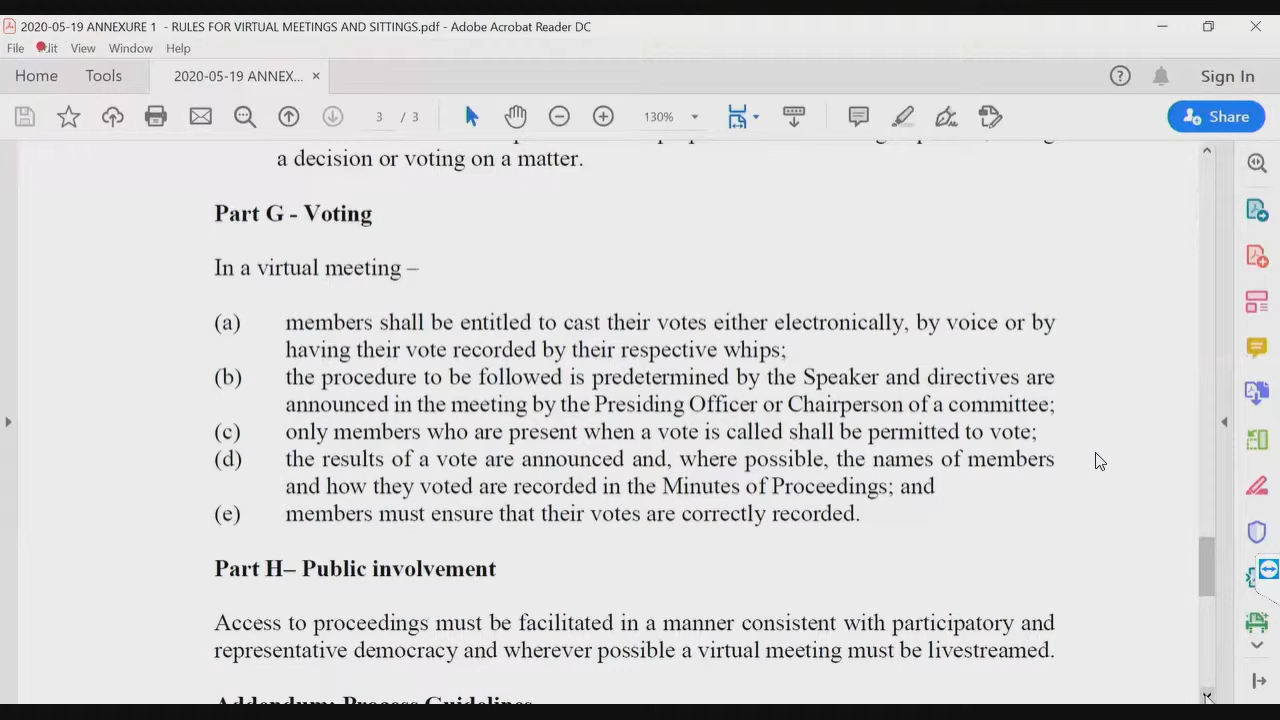 2020-05-19 ANNEXURE 1 - RULES FOR VIRTUAL MEETINGS AND SITTINGS.pdf - Adobe Acrobat Reader DC
File Edit View Window Help
Home Tools 2020-05-19 ANNEX... × Sign In
3 / 3 130% Share
a decision or voting on a matter.
Part G - Voting
In a virtual meeting –
(a) members shall be entitled to cast their votes either electronically, by voice or by
having their vote recorded by their respective whips;
(b) the procedure to be followed is predetermined by the Speaker and directives are
announced in the meeting by the Presiding Officer or Chairperson of a committee;
(c) only members who are present when a vote is called shall be permitted to vote;
(d) the results of a vote are announced and, where possible, the names of members
and how they voted are recorded in the Minutes of Proceedings; and
(e) members must ensure that their votes are correctly recorded.
Part H– Public involvement
Access to proceedings must be facilitated in a manner consistent with participatory and
representative democracy and wherever possible a virtual meeting must be livestreamed.
Addendum: Process Guidelines